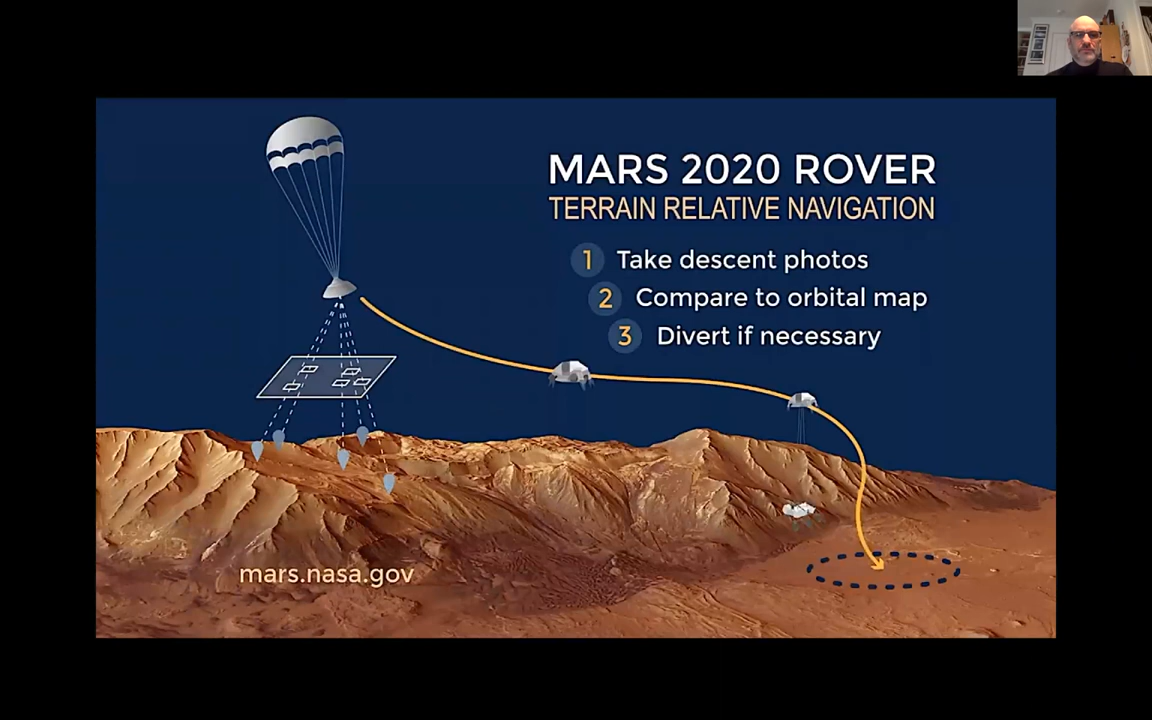 MARS 2020 ROVER
TERRAIN RELATIVE NAVIGATION
1 Take descent photos
2 Compare to orbital map
3 Divert if necessary
mars.nasa.gov